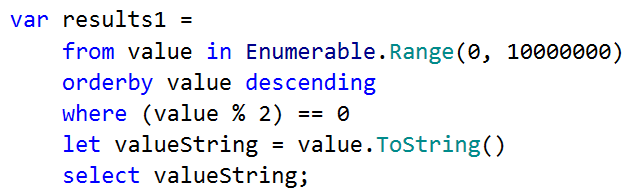 var results1 =
    from value in Enumerable.Range(0, 10000000)
    orderby value descending
    where (value % 2) == 0
    let valueString = value.ToString()
    select valueString;